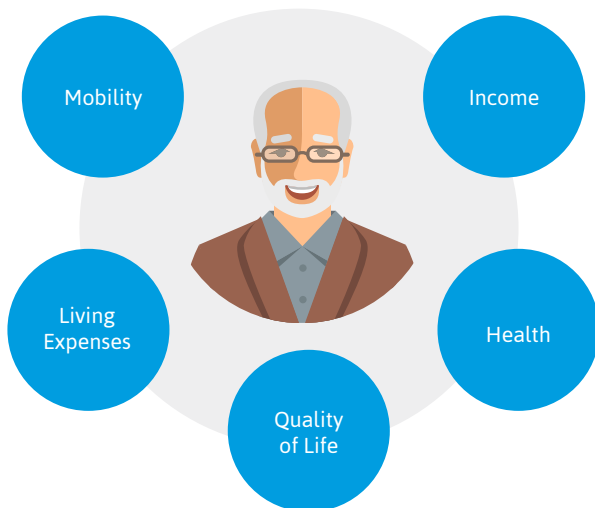 Mobility
Income
Living
Expenses
Health
Quality
of Life